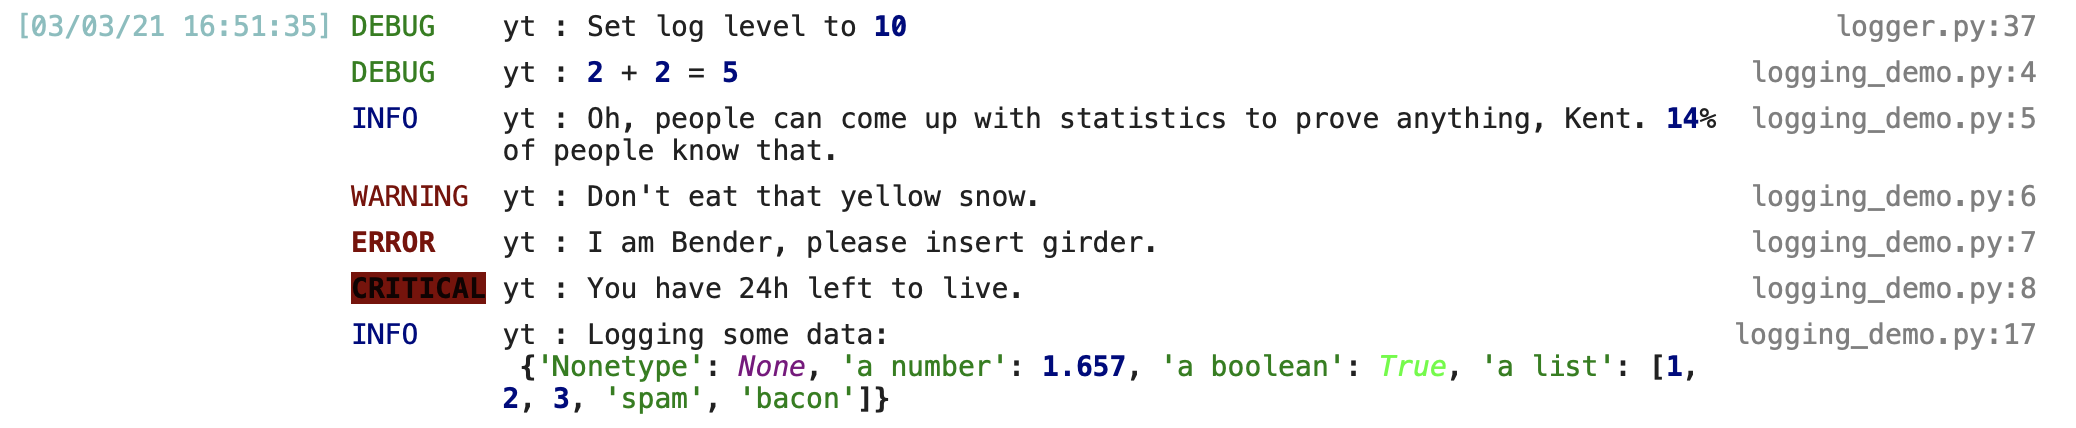 [03/03/21 16:51:35] DEBUG yt : Set log level to 10 logger.py:37
DEBUG yt : 2 + 2 = 5 logging_demo.py:4
INFO yt : Oh, people can come up with statistics to prove anything, Kent. 14% logging_demo.py:5
of people know that.
WARNING yt : Don't eat that yellow snow. logging_demo.py:6
ERROR yt : I am Bender, please insert girder. logging_demo.py:7
CRITICAL yt : You have 24h left to live. logging_demo.py:8
INFO yt : Logging some data: logging_demo.py:17
{'Nonetype': None, 'a number': 1.657, 'a boolean': True, 'a list': [1,
2, 3, 'spam', 'bacon']}